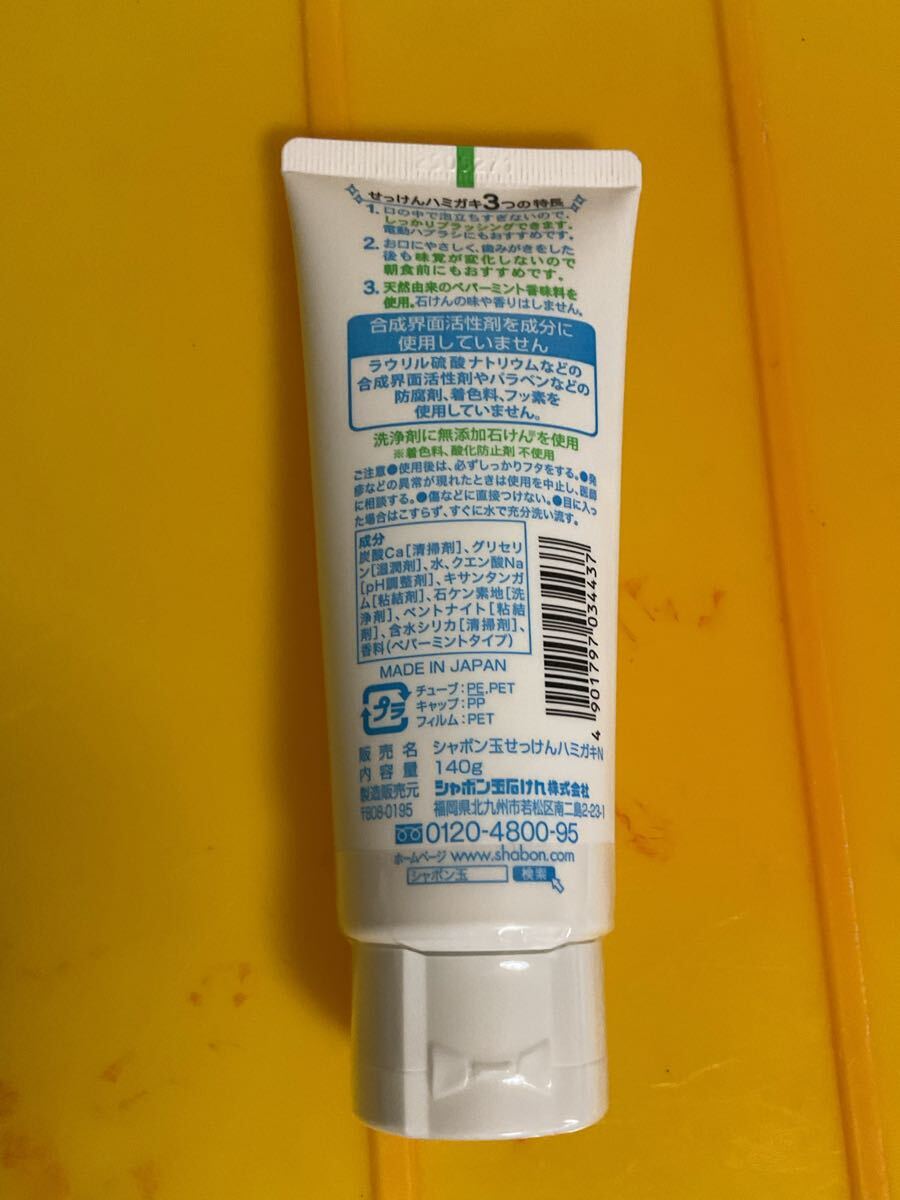 せっけんハミガキ3つの特長
1. 口の中で泡立ちすぎないので、
しっかりブラッシングできます。
電動ハブラシにもおすすめです。
2. お口にやさしく、歯みがきをした
後も味覚が変化しないので
朝食前にもおすすめです。
3. 天然由来のペパーミント香味料を
使用。石けんの味や香りはしません。
合成界面活性剤を成分に
使用していません
ラウリル硫酸ナトリウムなどの
合成界面活性剤やパラベンなどの
防腐剤、着色料、フッ素を
使用していません。
洗浄剤に無添加石けん※を使用
※着色料、酸化防止剤 不使用
ご注意●使用後は、必ずしっかりフタをする。●発
疹などの異常が現れたときは使用を中止し、医師
に相談する。●傷などに直接つけない。●目に入っ
た場合はこすらず、すぐに水で充分洗い流す。
成分
炭酸Ca[清掃剤]、グリセリ
ン[湿潤剤]、水、クエン酸Na
[pH調整剤]、キサンタンガ
ム[粘結剤]、石ケン素地[洗
浄剤]、ベントナイト[粘結
剤]、含水シリカ[清掃剤]、
香料(ペパーミントタイプ)
4 901797 034437
MADE IN JAPAN
プラ
チューブ:PE,PET
キャップ:PP
フィルム:PET
販売名 シャボン玉せっけんハミガキN
内容量 140g
製造販売元 シャボン玉石けん株式会社
〒808-0195 福岡県北九州市若松区南二島2-23-1
0120-4800-95
ホームページ www.shabon.com
シャボン玉 検索